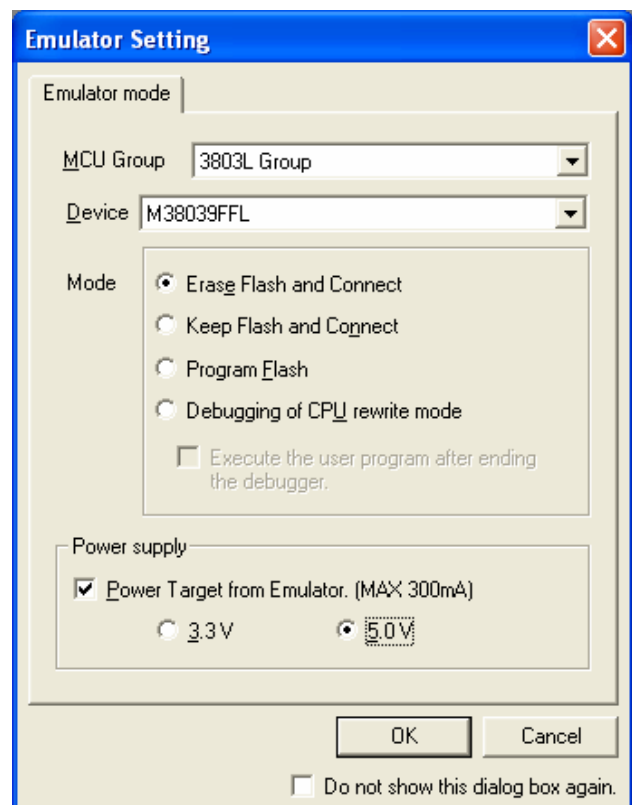 Emulator Setting
Emulator mode
MCU Group 3803L Group
Device M38039FFL
Mode
Erase Flash and Connect
Keep Flash and Connect
Program Flash
Debugging of CPU rewrite mode
Execute the user program after ending
the debugger.
Power supply
Power Target from Emulator. (MAX 300mA)
3.3 V 5.0 V
OK Cancel
Do not show this dialog box again.